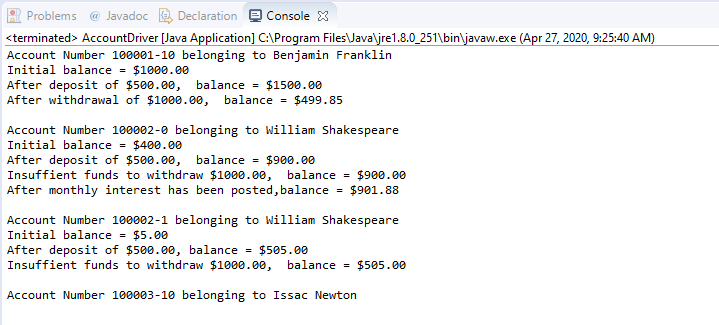 Problems @ Javadoc Declaration Console
<terminated> AccountDriver [Java Application] C:\Program Files\Java\jre1.8.0_251\bin\javaw.exe (Apr 27, 2020, 9:25:40 AM)
Account Number 100001-10 belonging to Benjamin Franklin
Initial balance = $1000.00
After deposit of $500.00,  balance = $1500.00
After withdrawal of $1000.00,  balance = $499.85
Account Number 100002-0 belonging to William Shakespeare
Initial balance = $400.00
After deposit of $500.00,  balance = $900.00
Insufficient funds to withdraw $1000.00,  balance = $900.00
After monthly interest has been posted,balance = $901.88
Account Number 100002-1 belonging to William Shakespeare
Initial balance = $5.00
After deposit of $500.00, balance = $505.00
Insufficient funds to withdraw $1000.00,  balance = $505.00
Account Number 100003-10 belonging to Issac Newton